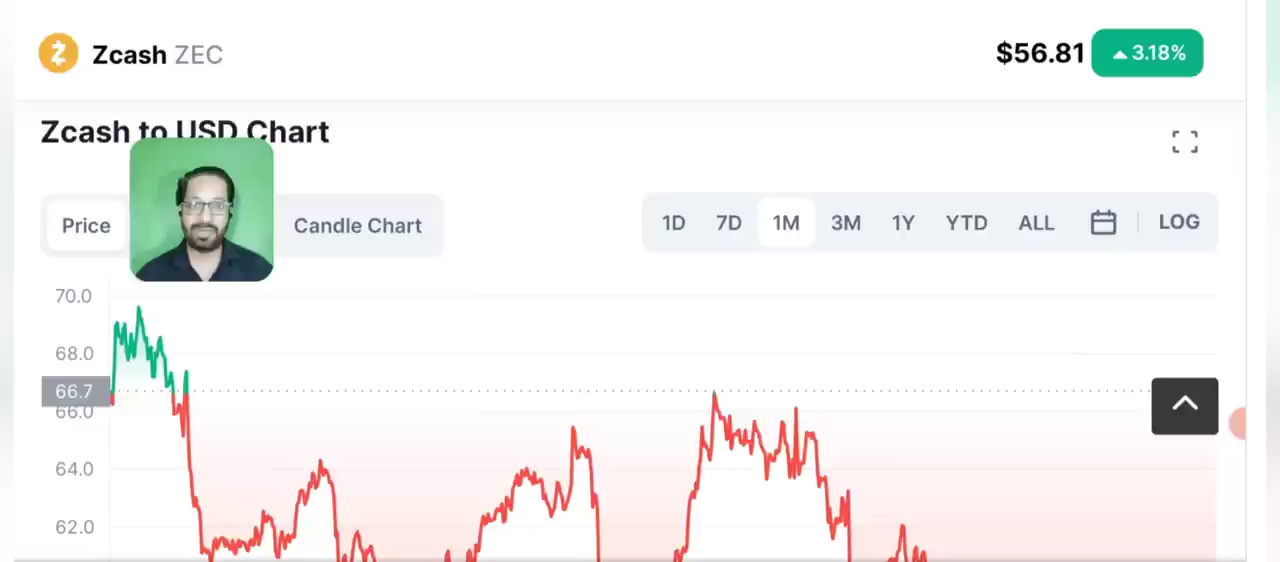 Zcash ZEC
$56.81
3.18%
Zcash to USD Chart
Price
Candle Chart
1D 7D 1M 3M 1Y YTD ALL LOG
70.0
68.0
66.7
66.0
64.0
62.0